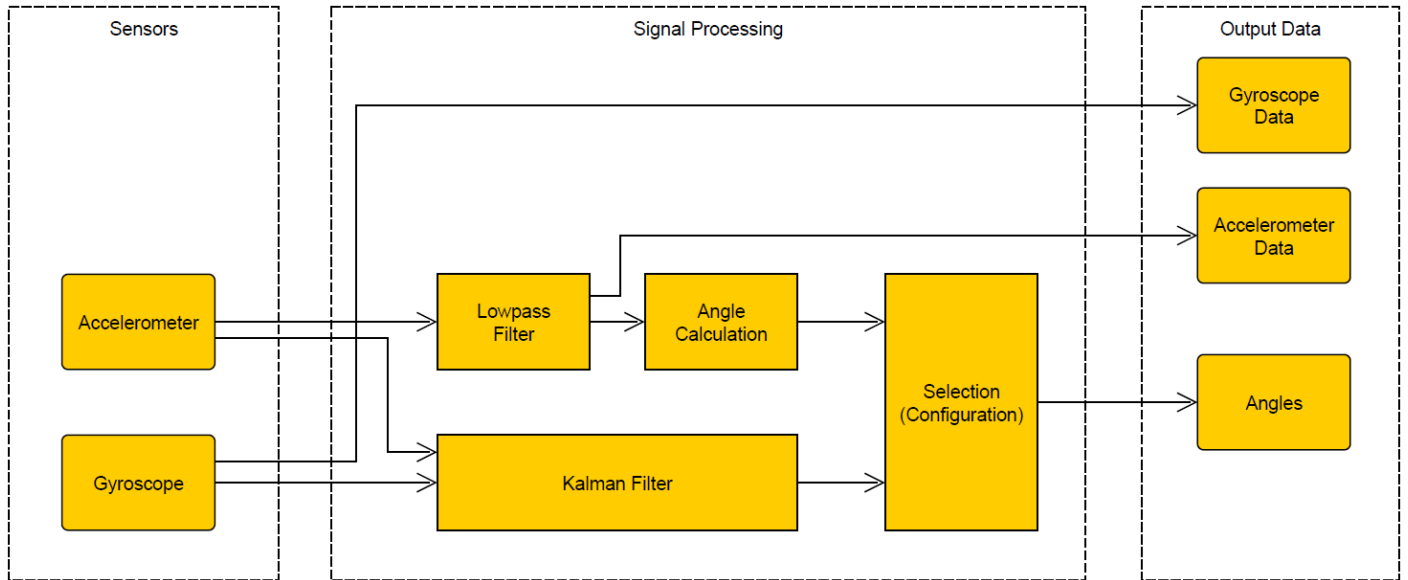 Sensors
Signal Processing
Output Data
Gyroscope
Data
Accelerometer
Data
Accelerometer
Lowpass
Filter
Angle
Calculation
Selection
(Configuration)
Angles
Gyroscope
Kalman Filter